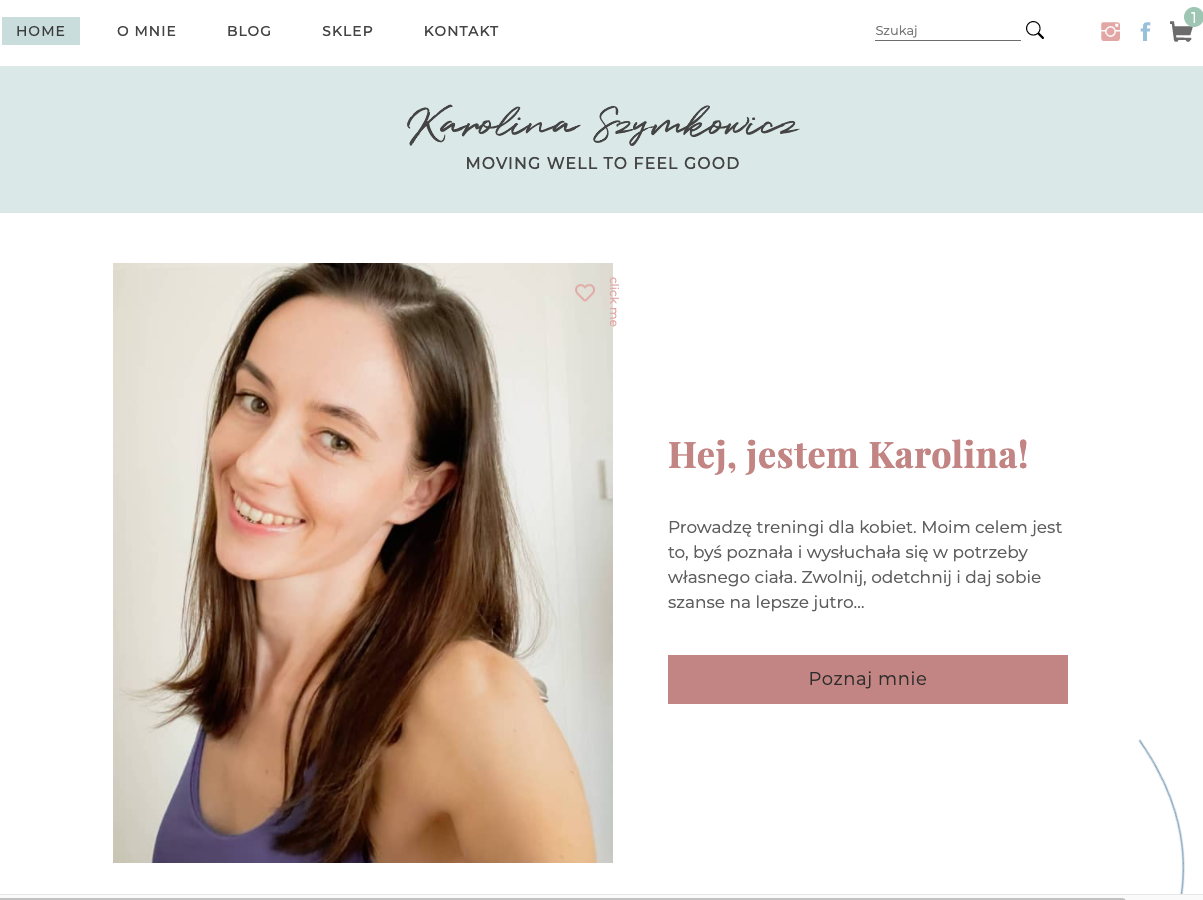 HOME O MNIE BLOG SKLEP KONTAKT Szukaj 1
Karolina Szymkowicz
MOVING WELL TO FEEL GOOD
click me
Hej, jestem Karolina!
Prowadzę treningi dla kobiet. Moim celem jest
to, byś poznała i wysłuchała się w potrzeby
własnego ciała. Zwolnij, odetchnij i daj sobie
szanse na lepsze jutro...
Poznaj mnie